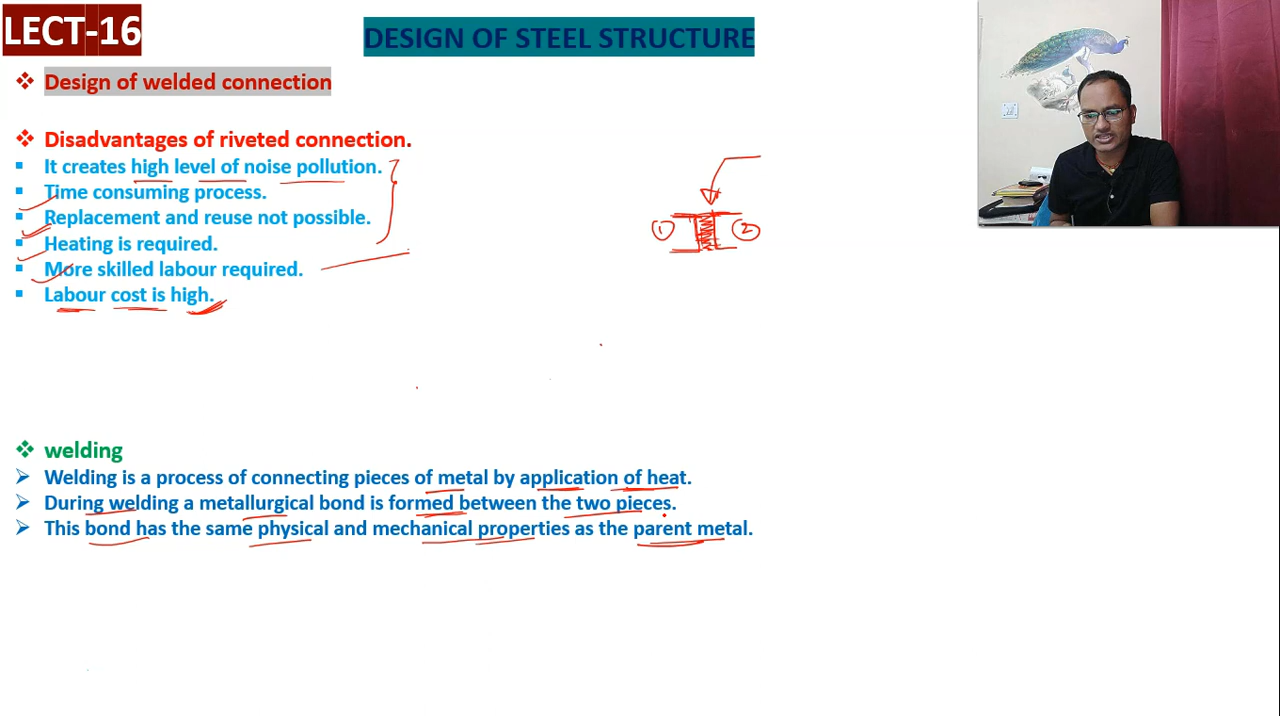 LECT-16
DESIGN OF STEEL STRUCTURE
Design of welded connection
Disadvantages of riveted connection.
It creates high level of noise pollution.
Time consuming process.
Replacement and reuse not possible.
Heating is required.
More skilled labour required.
Labour cost is high.
1 2
welding
Welding is a process of connecting pieces of metal by application of heat.
During welding a metallurgical bond is formed between the two pieces.
This bond has the same physical and mechanical properties as the parent metal.